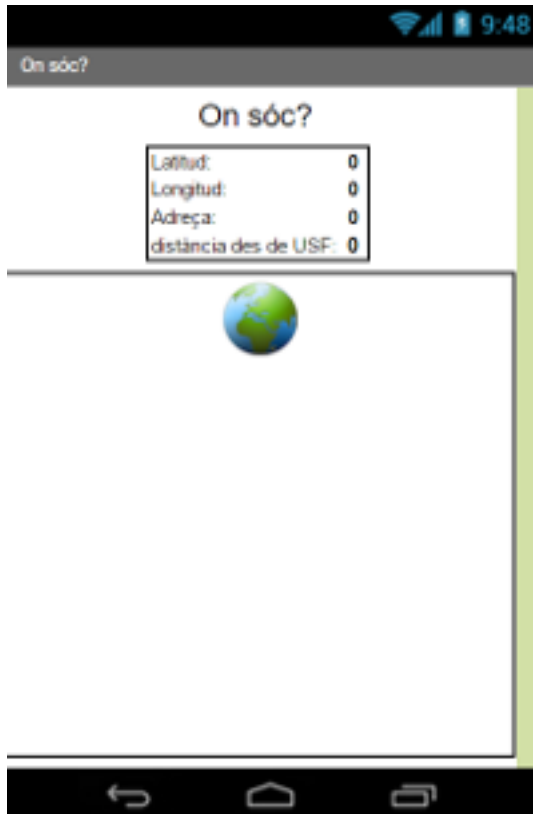 9:48
On sóc?
On sóc?
Latitud: 0
Longitud: 0
Adreça: 0
distància des de USF: 0